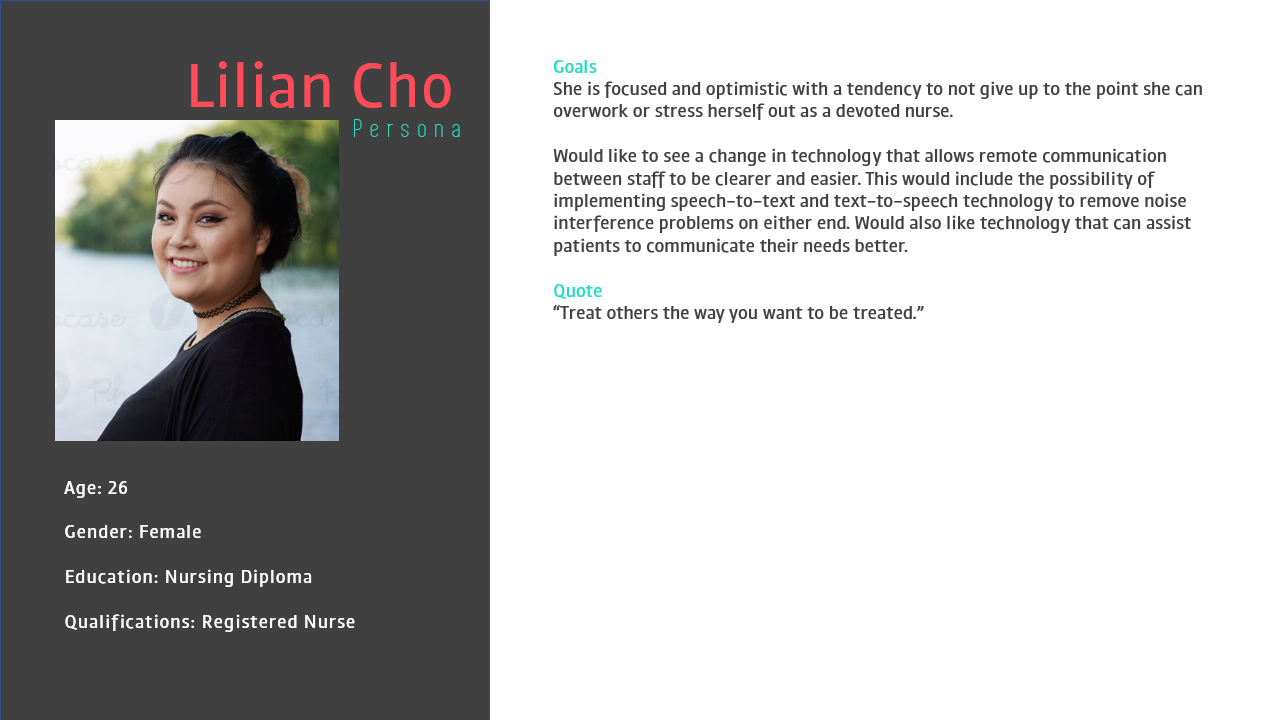 Lilian Cho
Persona
Age: 26
Gender: Female
Education: Nursing Diploma
Qualifications: Registered Nurse
Goals
She is focused and optimistic with a tendency to not give up to the point she can
overwork or stress herself out as a devoted nurse.
Would like to see a change in technology that allows remote communication
between staff to be clearer and easier. This would include the possibility of
implementing speech-to-text and text-to-speech technology to remove noise
interference problems on either end. Would also like technology that can assist
patients to communicate their needs better.
Quote
“Treat others the way you want to be treated.”